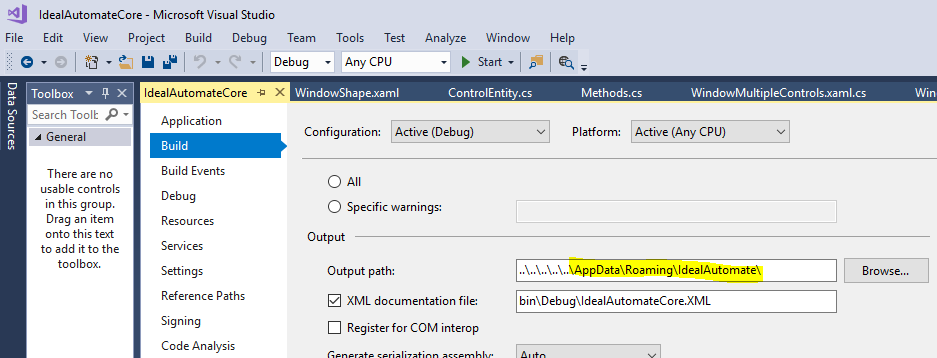 IdealAutomateCore - Microsoft Visual Studio
File Edit View Project Build Debug Team Tools Test Analyze Window Help
Debug Any CPU Start
Data Sources
Toolbox
Search Toolb
General
There are no
usable controls
in this group.
Drag an item
onto this text
to add it to the
toolbox.
IdealAutomateCore WindowShape.xaml ControlEntity.cs Methods.cs WindowMultipleControls.xaml.cs Win
Application
Build
Build Events
Debug
Resources
Services
Settings
Reference Paths
Signing
Code Analysis
Configuration: Active (Debug) Platform: Active (Any CPU)
All
Specific warnings:
Output
Output path: ..\..\..\..\..\AppData\Roaming\IdealAutomate\ Browse...
XML documentation file: bin\Debug\IdealAutomateCore.XML
Register for COM interop
Generate serialization assembly: Auto